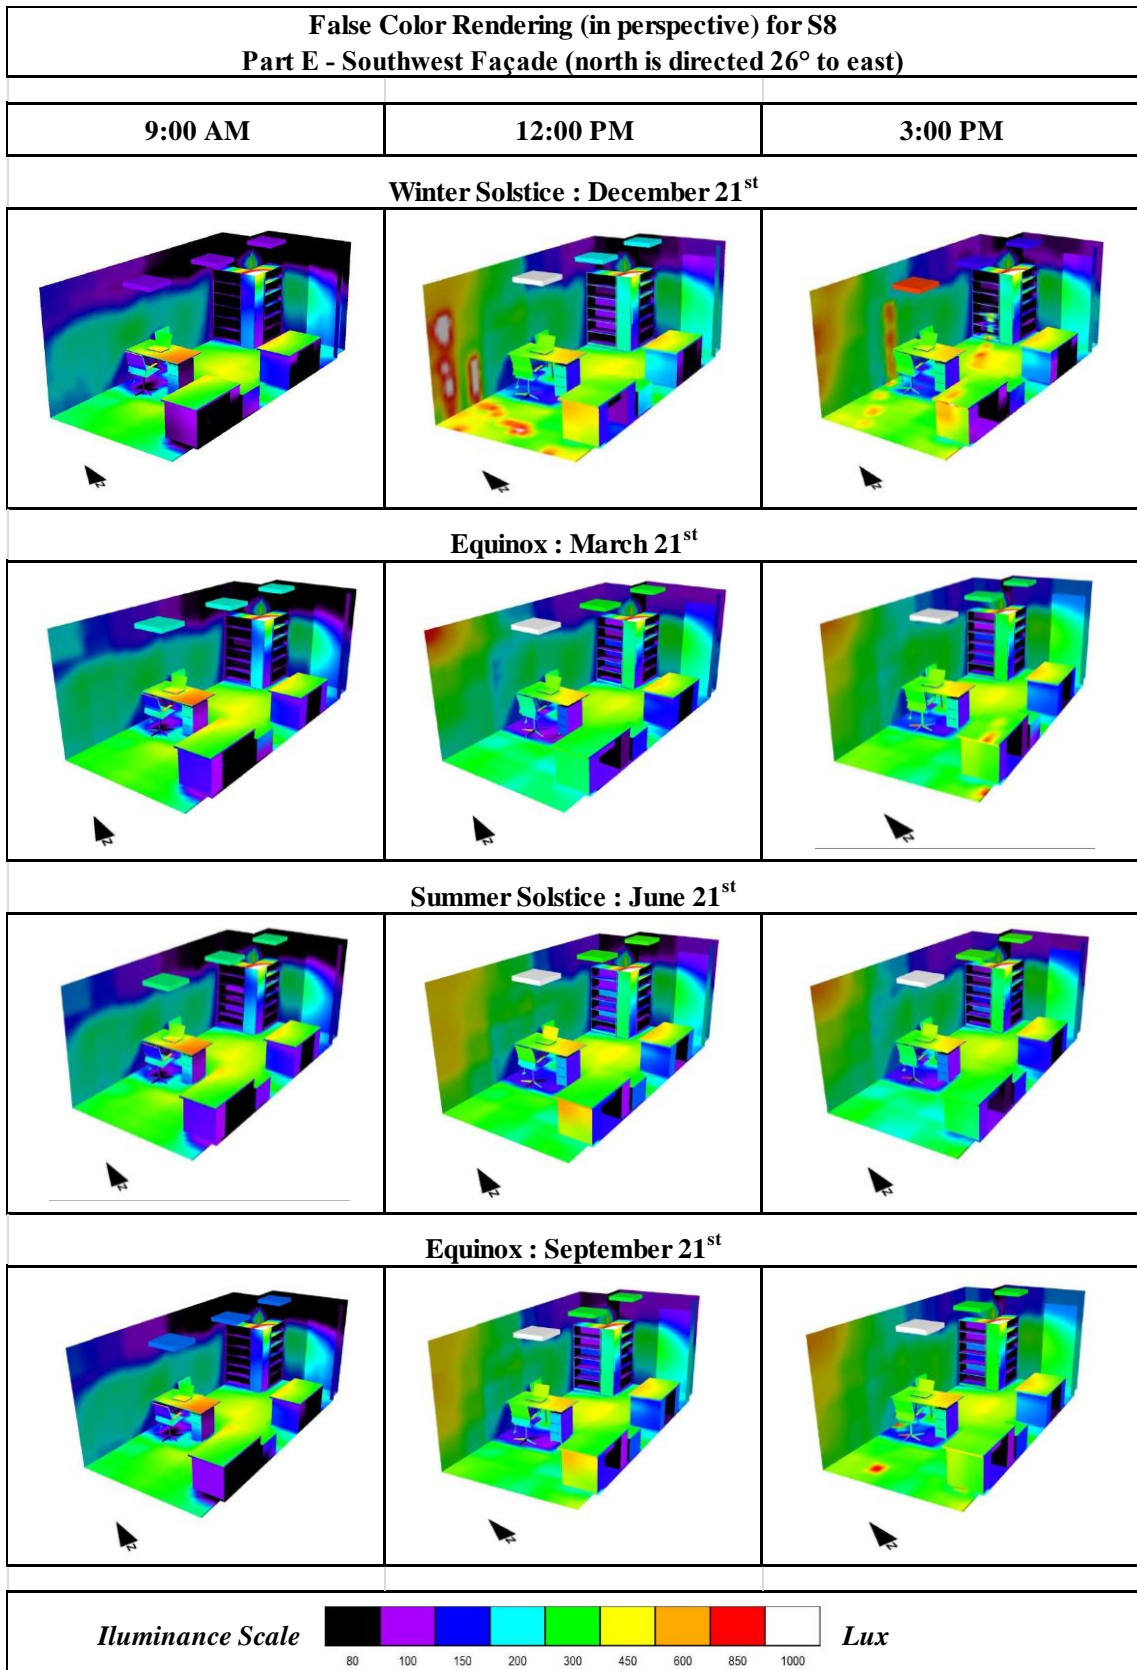 False Color Rendering (in perspective) for S8
Part E - Southwest Façade (north is directed 26° to east)
9:00 AM 12:00 PM 3:00 PM
Winter Solstice : December 21st
N N N
Equinox : March 21st
N N N
Summer Solstice : June 21st
N N N
Equinox : September 21st
N N N
Iluminance Scale Lux
80 100 150 200 300 450 600 850 1000